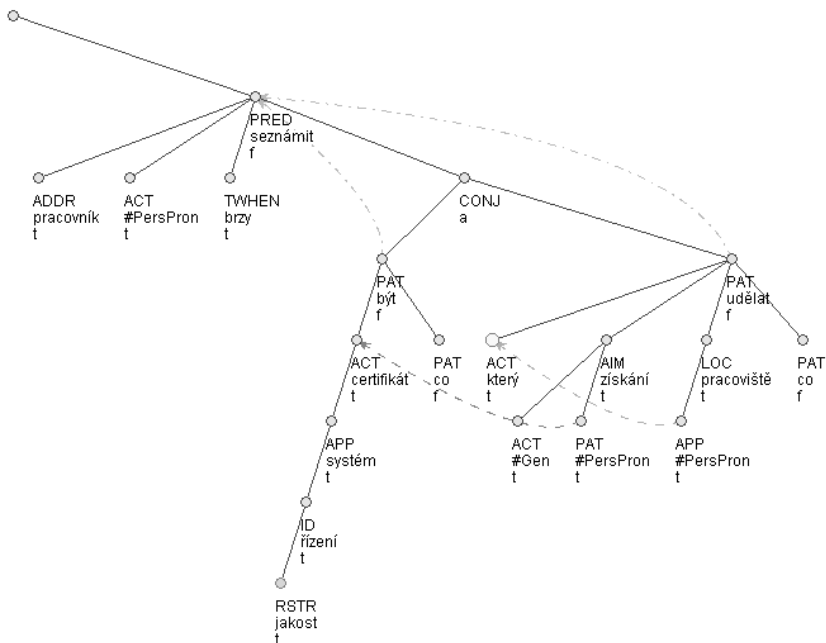 PRED
seznámit
f
ADDR
pracovník
t
ACT
#PersPron
t
TWHEN
brzy
t
CONJ
a
PAT
být
f
PAT
udělat
f
ACT
certifikát
t
PAT
co
f
ACT
který
t
AIM
získání
t
LOC
pracoviště
t
PAT
co
f
APP
systém
t
ACT
#Gen
t
PAT
#PersPron
t
APP
#PersPron
t
ID
řízení
t
RSTR
jakost
t